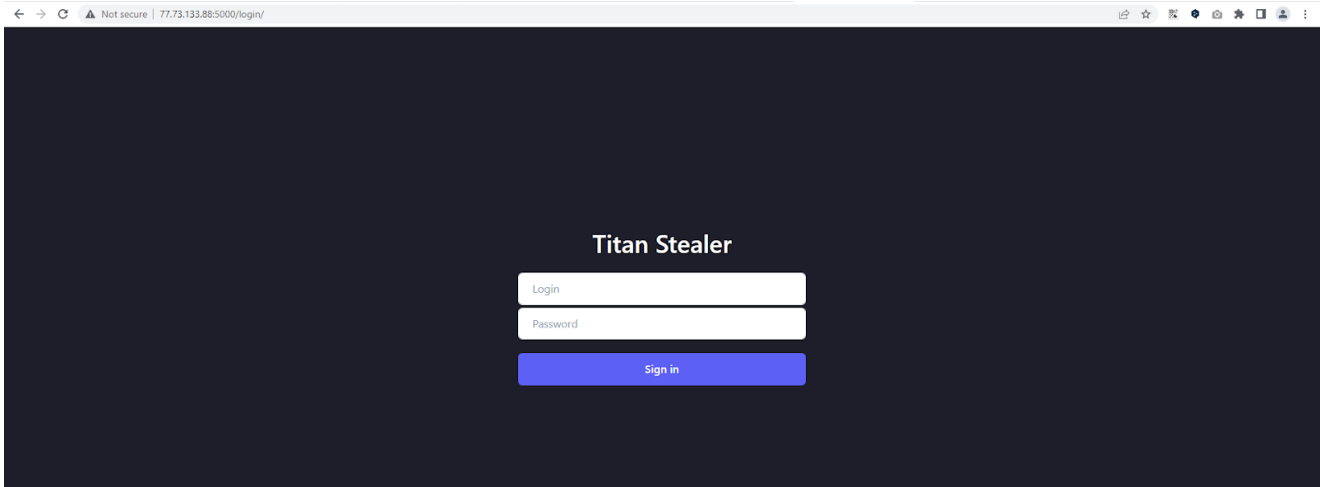 Not secure | 77.73.133.88:5000/login/
Titan Stealer
Login
Password
Sign in